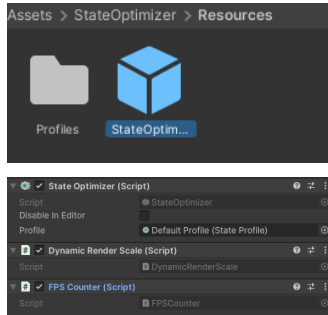 Assets > StateOptimizer > Resources
Profiles
StateOptim...
State Optimizer (Script)
Script
StateOptimizer
Disable In Editor
Profile
Default Profile (State Profile)
Dynamic Render Scale (Script)
Script
DynamicRenderScale
FPS Counter (Script)
Script
FPSCounter